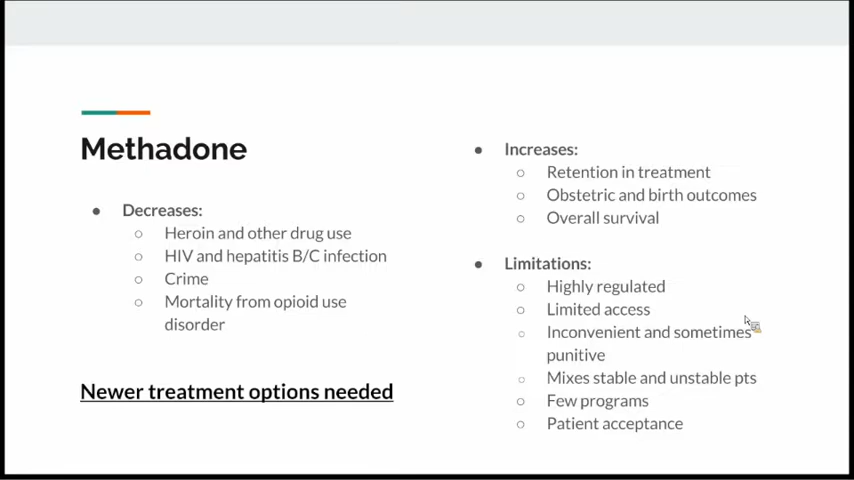 Methadone
● Decreases:
○ Heroin and other drug use
○ HIV and hepatitis B/C infection
○ Crime
○ Mortality from opioid use
disorder
Newer treatment options needed
● Increases:
○ Retention in treatment
○ Obstetric and birth outcomes
○ Overall survival
● Limitations:
○ Highly regulated
○ Limited access
○ Inconvenient and sometimes
punitive
○ Mixes stable and unstable pts
○ Few programs
○ Patient acceptance